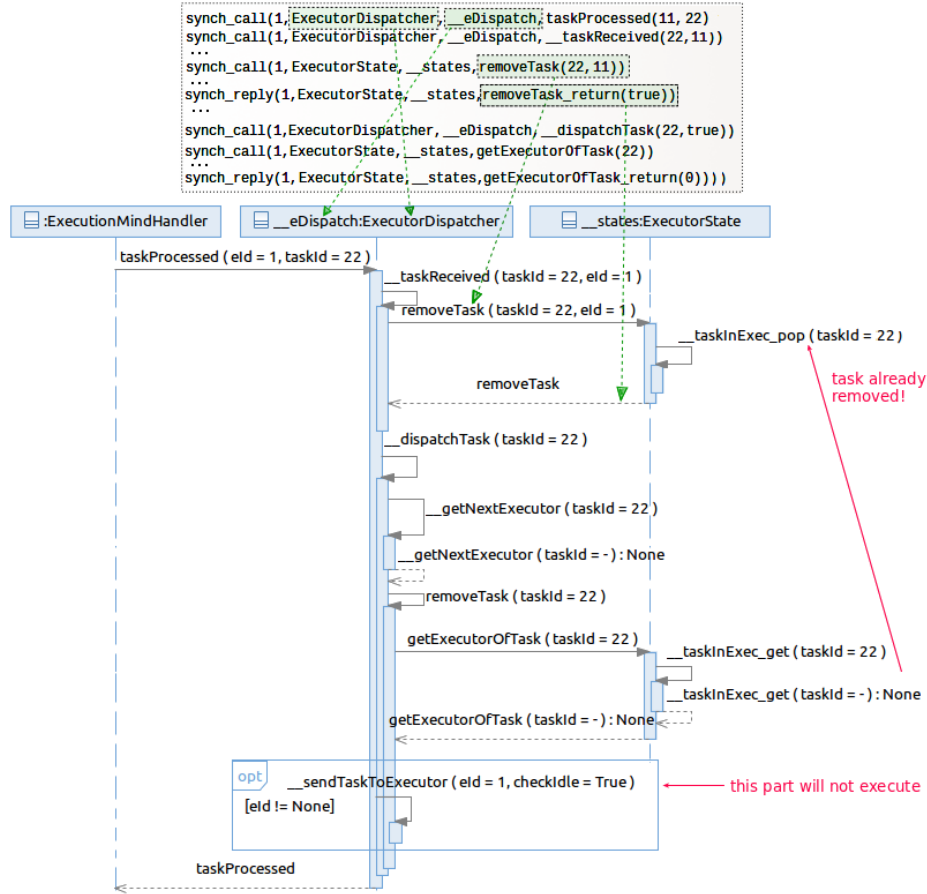 synch_call(1,ExecutorDispatcher,__eDispatch,taskProcessed(11,22)
synch_call(1,ExecutorDispatcher,__eDispatch,__taskReceived(22,11))
...
synch_call(1,ExecutorState,__states,removeTask(22,11))
...
synch_reply(1,ExecutorState,__states,removeTask_return(true))
...
synch_call(1,ExecutorDispatcher,__eDispatch,__dispatchTask(22,true))
synch_call(1,ExecutorState,__states,getExecutorOfTask(22))
...
synch_reply(1,ExecutorState,__states,getExecutorOfTask_return(0))))
:ExecutionMindHandler
__eDispatch:ExecutorDispatcher
__states:ExecutorState
taskProcessed ( eId = 1, taskId = 22 )
__taskReceived ( taskId = 22, eId = 1 )
removeTask ( taskId = 22, eId = 1 )
__taskInExec_pop ( taskId = 22 )
task already
removed!
removeTask
__dispatchTask ( taskId = 22 )
__getNextExecutor ( taskId = 22 )
__getNextExecutor ( taskId = - ) : None
removeTask ( taskId = 22 )
getExecutorOfTask ( taskId = 22 )
__taskInExec_get ( taskId = 22 )
__taskInExec_get ( taskId = - ) : None
getExecutorOfTask ( taskId = - ) : None
opt
__sendTaskToExecutor ( eId = 1, checkIdle = True )
this part will not execute
[eId != None]
taskProcessed